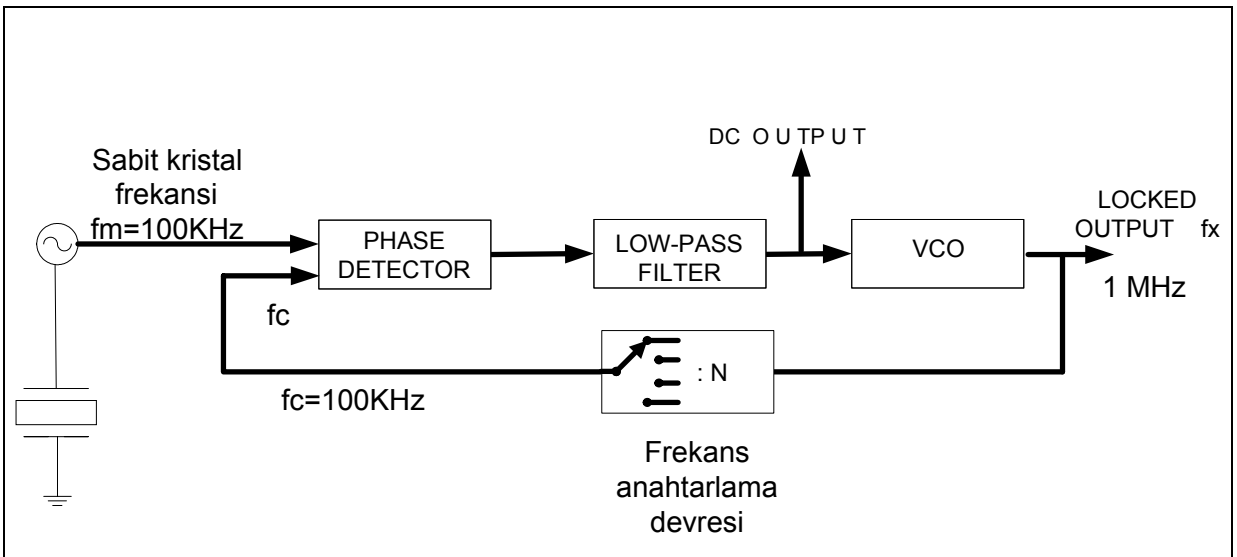 DC O U TP U T
Sabit kristal
frekansi
fm=100KHz
LOCKED
OUTPUT fx
1 MHz
PHASE
DETECTOR
LOW-PASS
FILTER
VCO
fc
: N
fc=100KHz
Frekans
anahtarlama
devresi